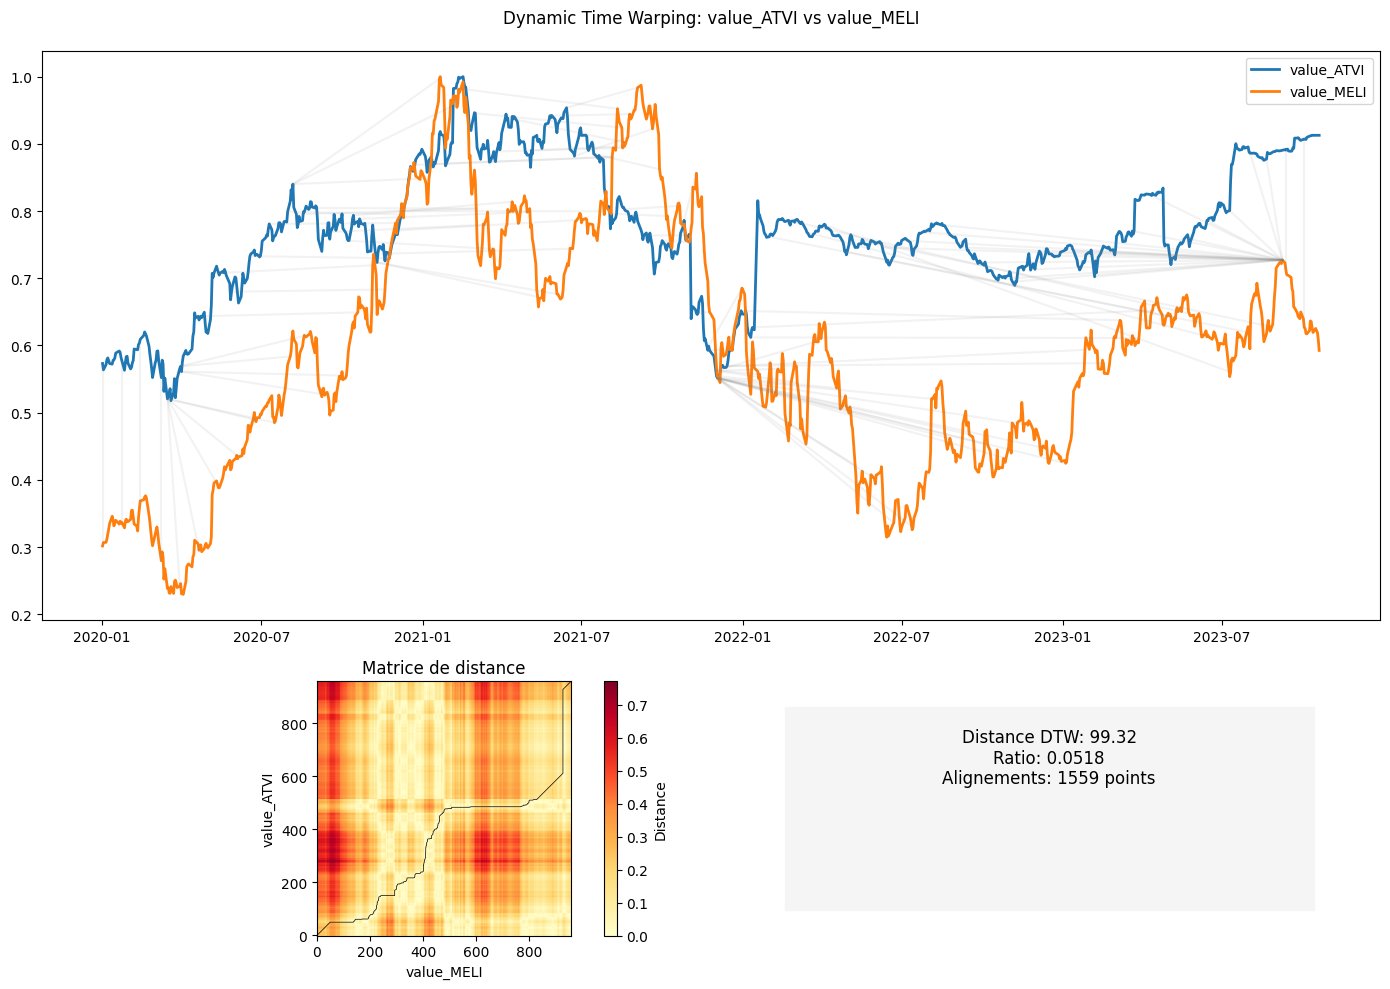 Dynamic Time Warping: value_ATVI vs value_MELI
value_ATVI
value_MELI
1.0
0.9
0.8
0.7
0.6
0.5
0.4
0.3
0.2
2020-01 2020-07 2021-01 2021-07 2022-01 2022-07 2023-01 2023-07
Matrice de distance
value_ATVI
800
600
400
200
0
0 200 400 600 800
value_MELI
0.7
0.6
0.5
0.4
0.3
0.2
0.1
0.0
Distance
Distance DTW: 99.32
Ratio: 0.0518
Alignements: 1559 points